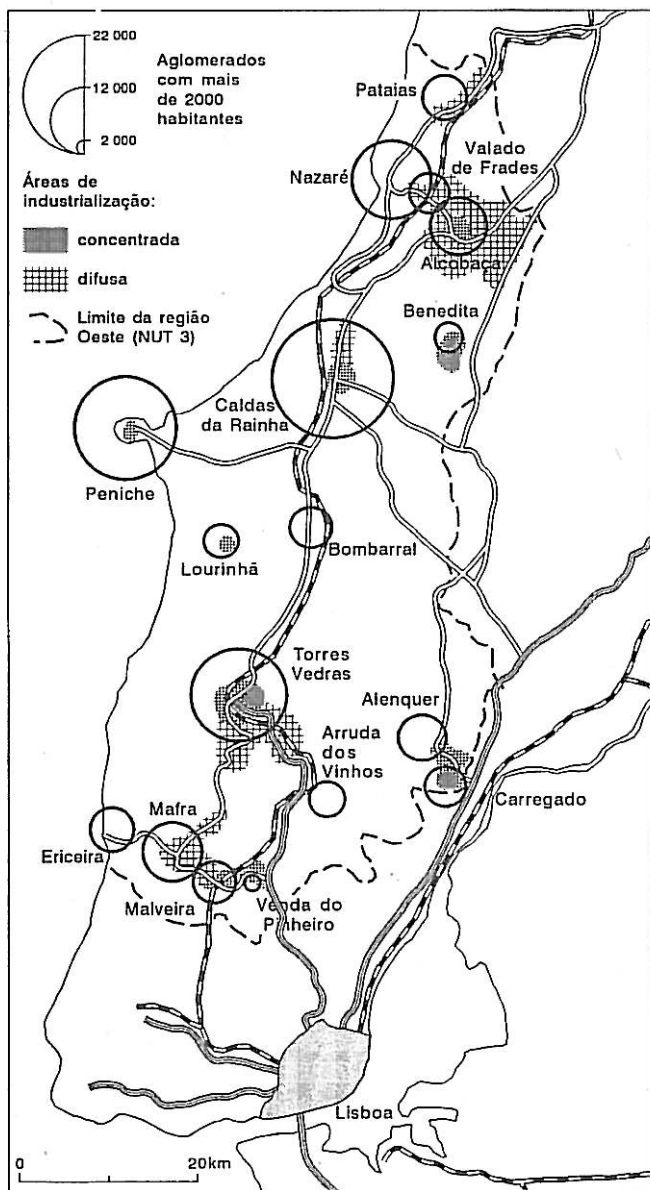 22 000
12 000
2 000
Aglomerados
com mais
de 2000
habitantes
Áreas de
industrialização:
concentrada
difusa
Limite da região
Oeste (NUT 3)
Pataias
Nazaré
Valado
de Frades
Alcobaça
Benedita
Caldas
da Rainha
Peniche
Lourinhã
Bombarral
Torres
Vedras
Alenquer
Arruda
dos
Vinhos
Carregado
Mafra
Ericeira
Malveira
Venda do
Pinheiro
Lisboa
0 20km